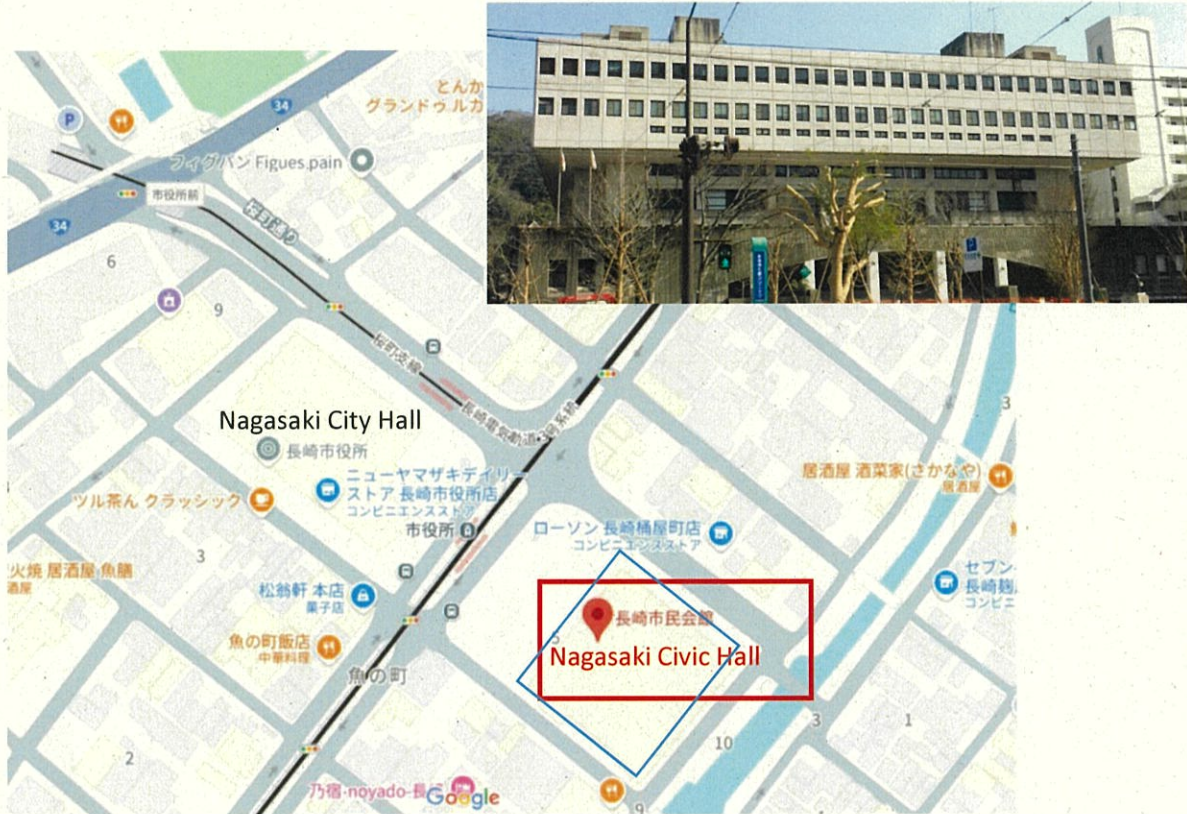 とんか
グランドゥ ルカ
34
P
フィグパン Figues.pain
市役所前
桜町通り
34
6
9
桜町支線
長崎電気軌道3号系統
3
Nagasaki City Hall
長崎市役所
ニューヤマザキデイリー
ストア 長崎市役所店
コンビニエンスストア
ツル茶ん クラッシック
居酒屋 酒菜家(さかなや)
居酒屋
市役所
ローソン 長崎桶屋町店
コンビニエンスストア
3
火焼 居酒屋 魚膳
酒屋
松翁軒 本店
菓子店
セブン-
長崎麹
コンビニ
長崎市民会館
5
魚の町飯店
中華料理
Nagasaki Civic Hall
魚の町
3
1
10
2
乃宿-noyado-長
Google
9